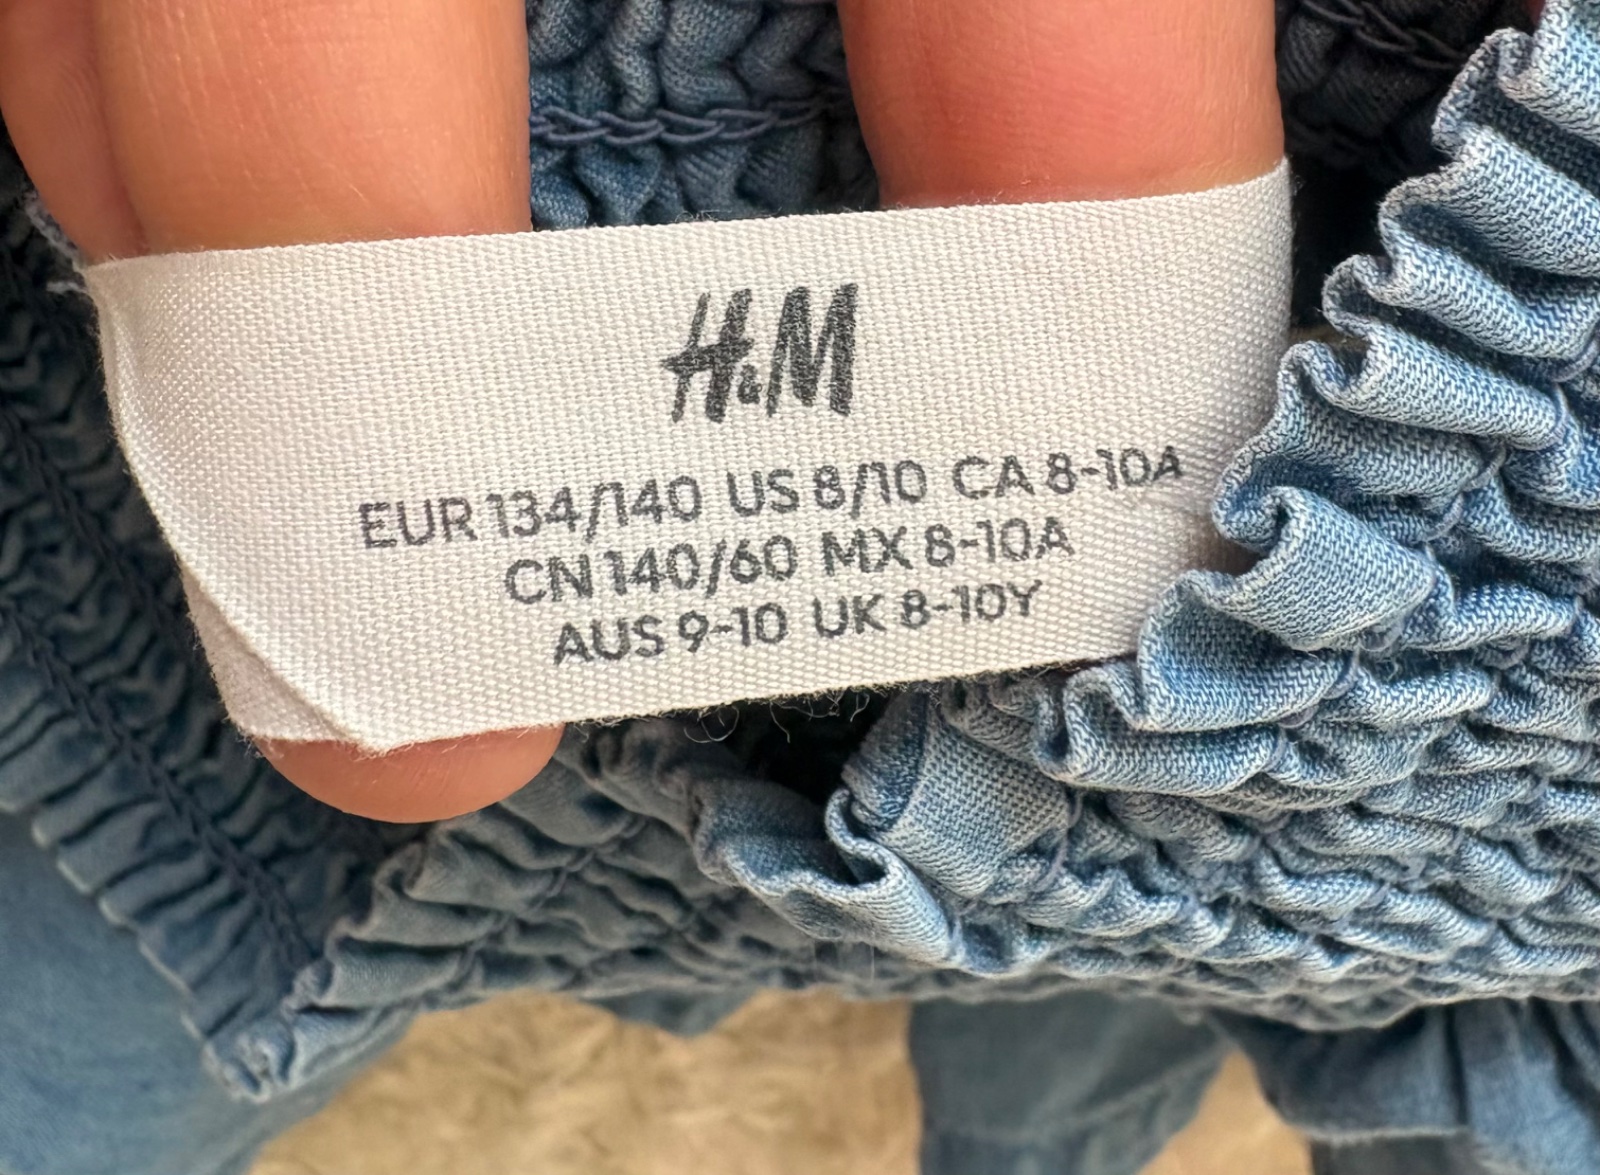 H&M
EUR 134/140 US 8/10 CA 8-10A
CN 140/60 MX 8-10A
AUS 9-10 UK 8-10Y